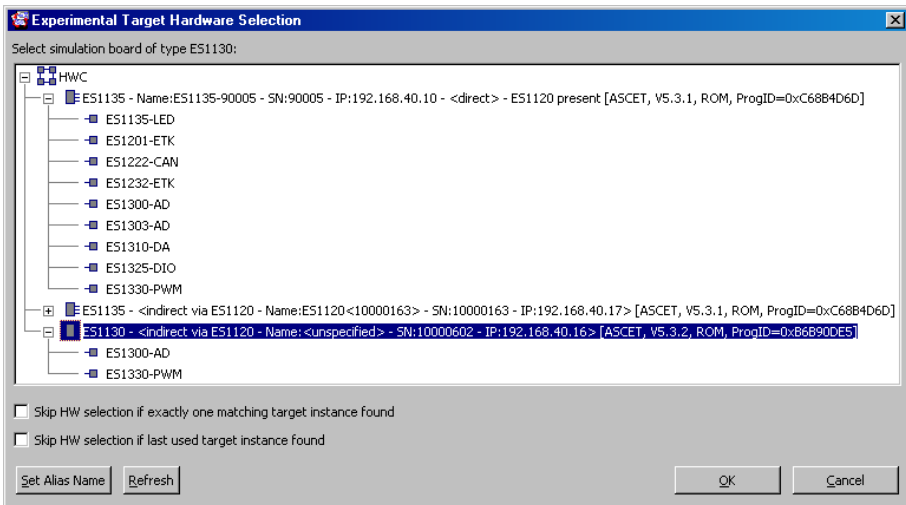 Experimental Target Hardware Selection
Select simulation board of type ES1130:
HWC
ES1135 - Name:ES1135-90005 - SN:90005 - IP:192.168.40.10 - <direct> - ES1120 present [ASCET, V5.3.1, ROM, ProgID=0xC68B4D6D]
ES1135-LED
ES1201-ETK
ES1222-CAN
ES1232-ETK
ES1300-AD
ES1303-AD
ES1310-DA
ES1325-DIO
ES1330-PWM
ES1135 - <indirect via ES1120 - Name:ES1120<10000163> - SN:10000163 - IP:192.168.40.17> [ASCET, V5.3.1, ROM, ProgID=0xC68B4D6D]
ES1130 - <indirect via ES1120 - Name:<unspecified> - SN:10000602 - IP:192.168.40.16> [ASCET, V5.3.2, ROM, ProgID=0xB6B90DE5]
ES1300-AD
ES1330-PWM
Skip HW selection if exactly one matching target instance found
Skip HW selection if last used target instance found
Set Alias Name Refresh OK Cancel